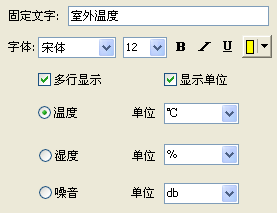 固定文字: 室外温度
字体: 宋体 12 B I U
多行显示 显示单位
温度 单位 ℃
湿度 单位 %
噪音 单位 db